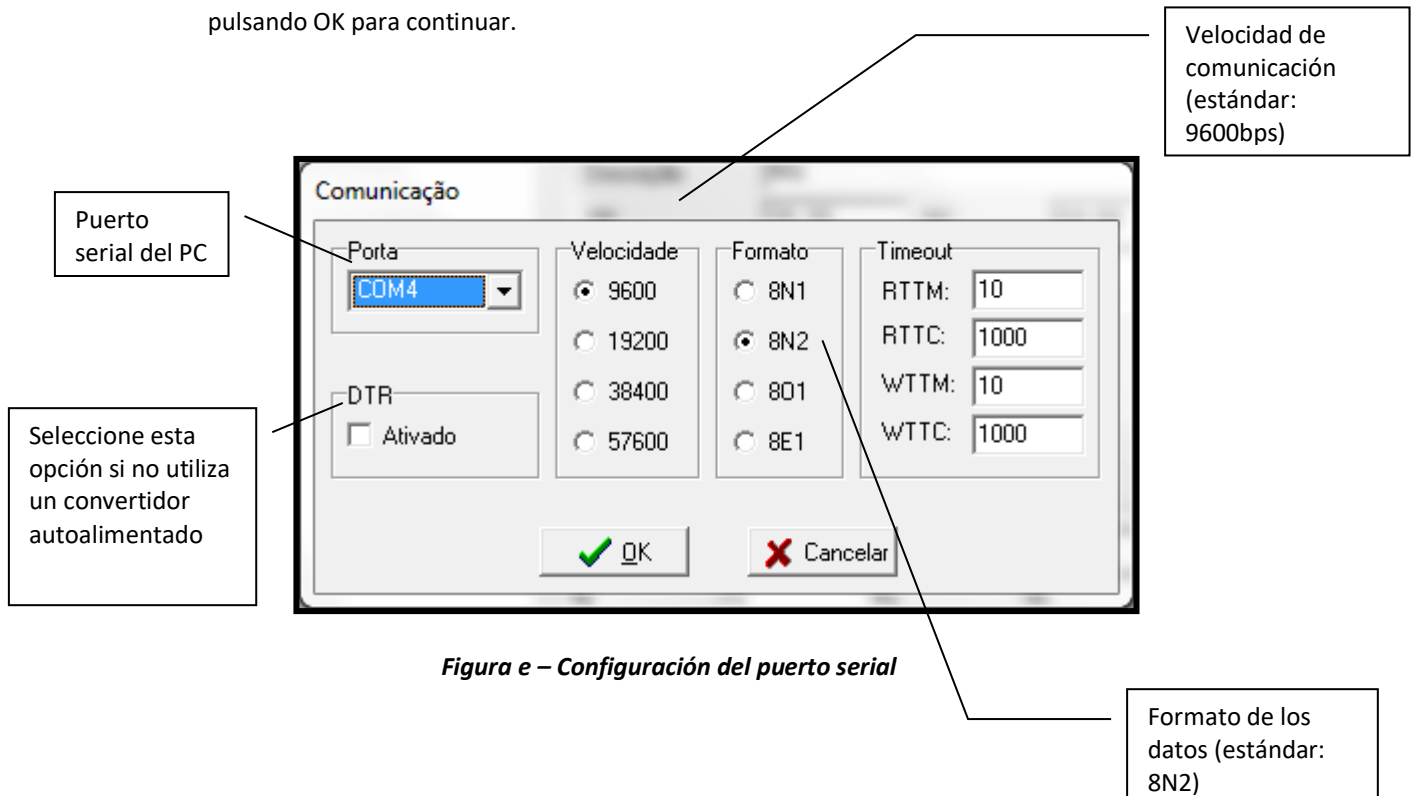 pulsando OK para continuar.
Velocidad de
comunicación
(estándar:
9600bps)
Comunicação
Puerto
serial del PC
Porta
COM4
Velocidade
9600
19200
38400
57600
Formato
8N1
8N2
8O1
8E1
Timeout
RTTM: 10
RTTC: 1000
WTTM: 10
WTTC: 1000
DTR
Ativado
Seleccione esta
opción si no utiliza
un convertidor
autoalimentado
OK
Cancelar
Figura e – Configuración del puerto serial
Formato de los
datos (estándar:
8N2)